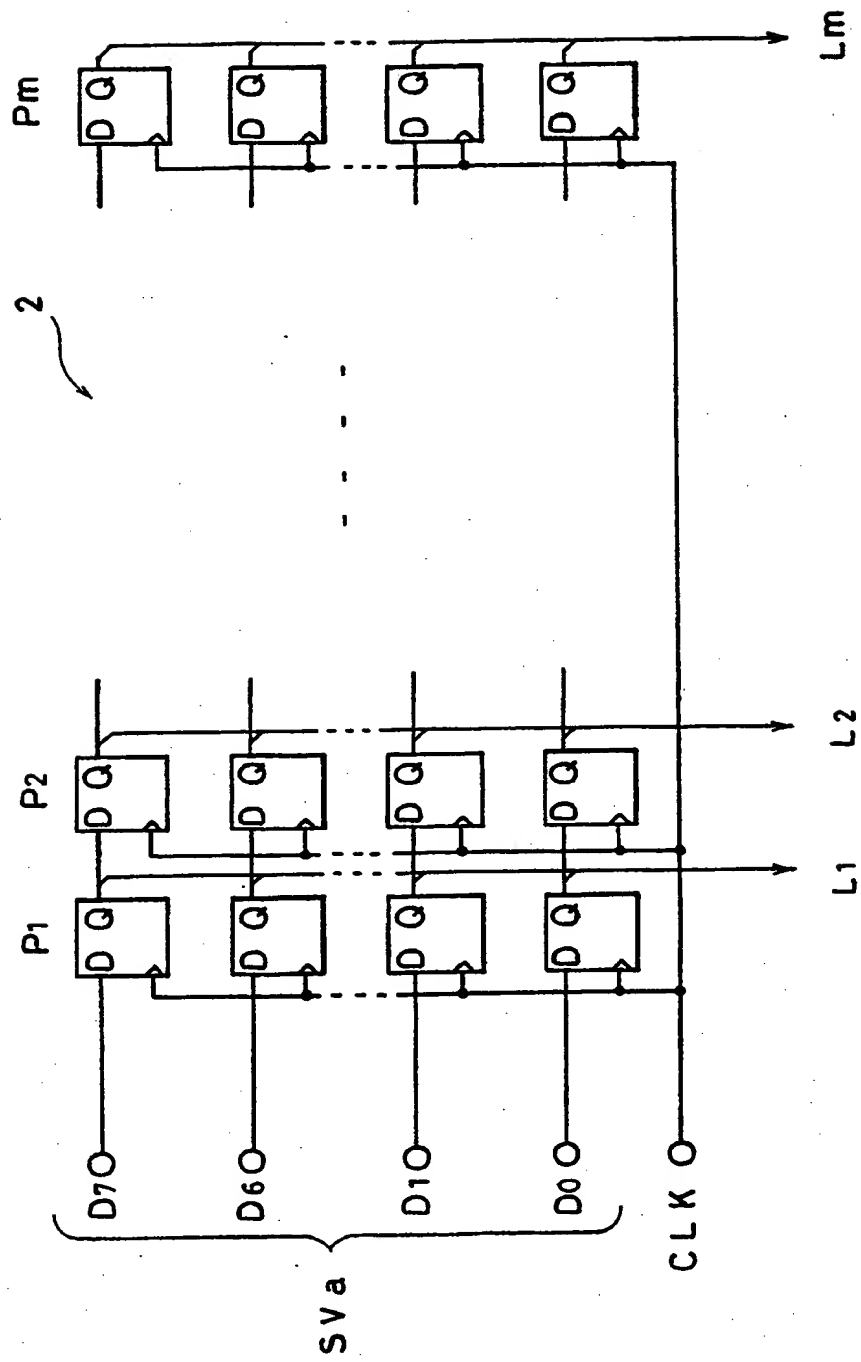 2
P1 P2 Pm
D7 D Q D Q D Q
D6 D Q D Q D Q
D1 D Q D Q D Q
D0 D Q D Q D Q
SVa
CLK
L1 L2 Lm